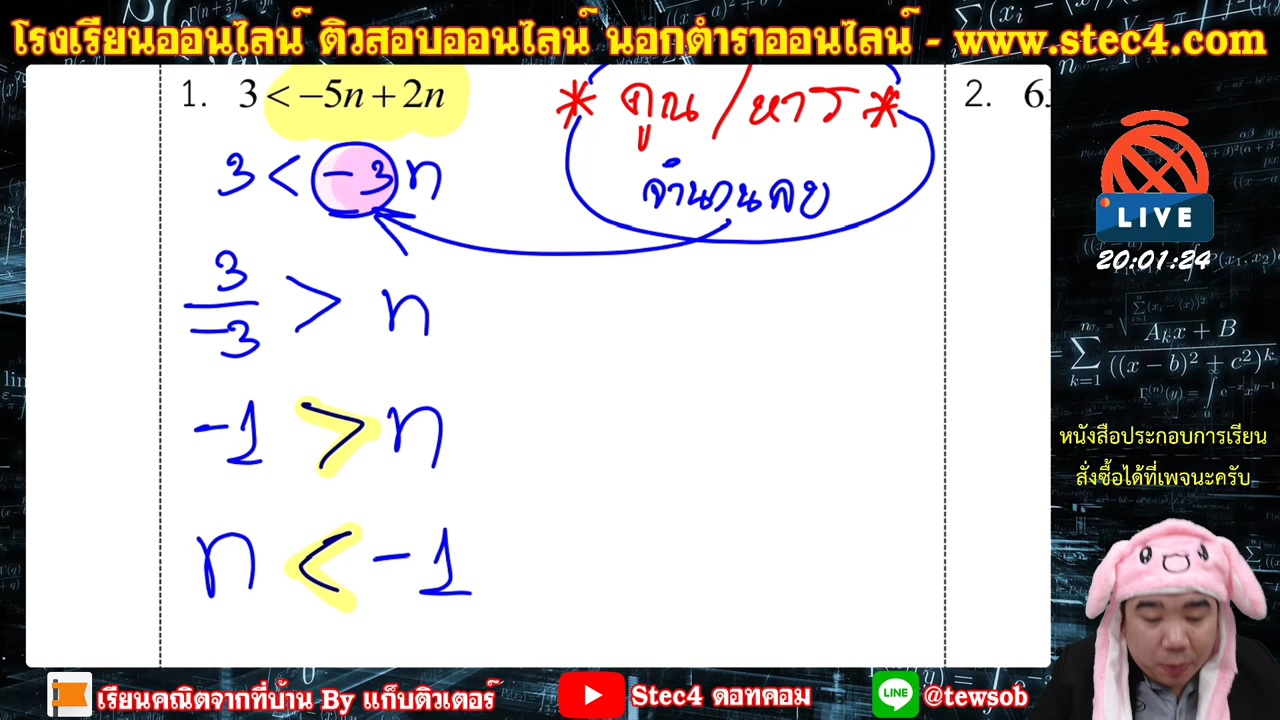 โรงเรียนออนไลน์ ติวสอบออนไลน์ นอกตำราออนไลน์ - www.stec4.com
1. 3 < −5n + 2n
* คูณ / หาร *
จำนวนลบ
3 < −3 n
3/−3 > n
−1 > n
n < −1
2. 6
LIVE
20:01:24
หนังสือประกอบการเรียน
สั่งซื้อได้ที่เพจนะครับ
เรียนคณิตจากที่บ้าน By แก็บติวเตอร์
Stec4 ดอทคอม
LINE
@tewsob